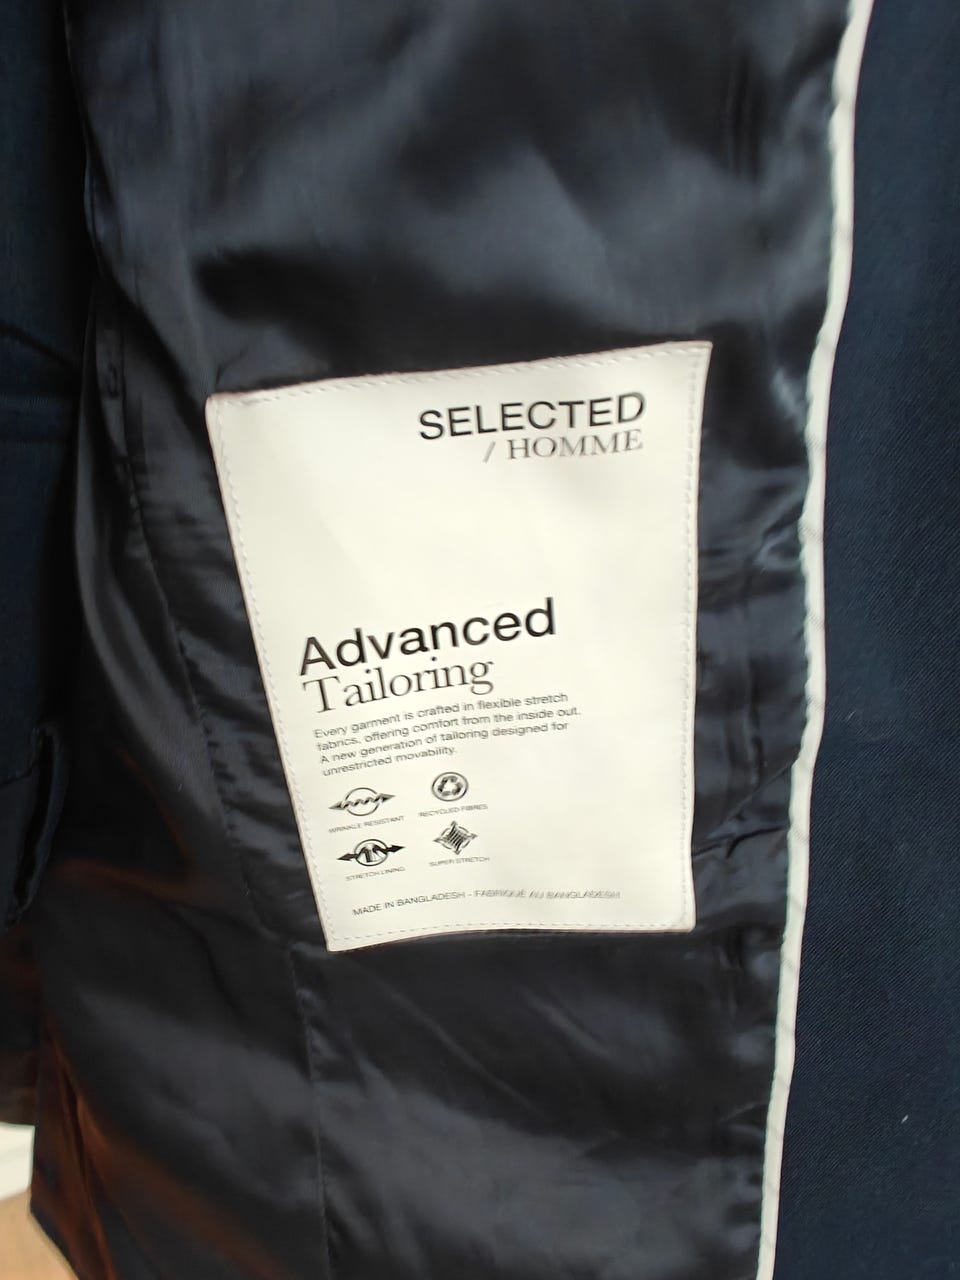 SELECTED
/ HOMME
Advanced
Tailoring
Every garment is crafted in flexible stretch
fabrics, offering comfort from the inside out.
A new generation of tailoring designed for
unrestricted movability.
WRINKLE RESISTANT
RECYCLED FIBRES
STRETCH LINING
SUPER STRETCH
MADE IN BANGLADESH - FABRIQUÉ AU BANGLADESH